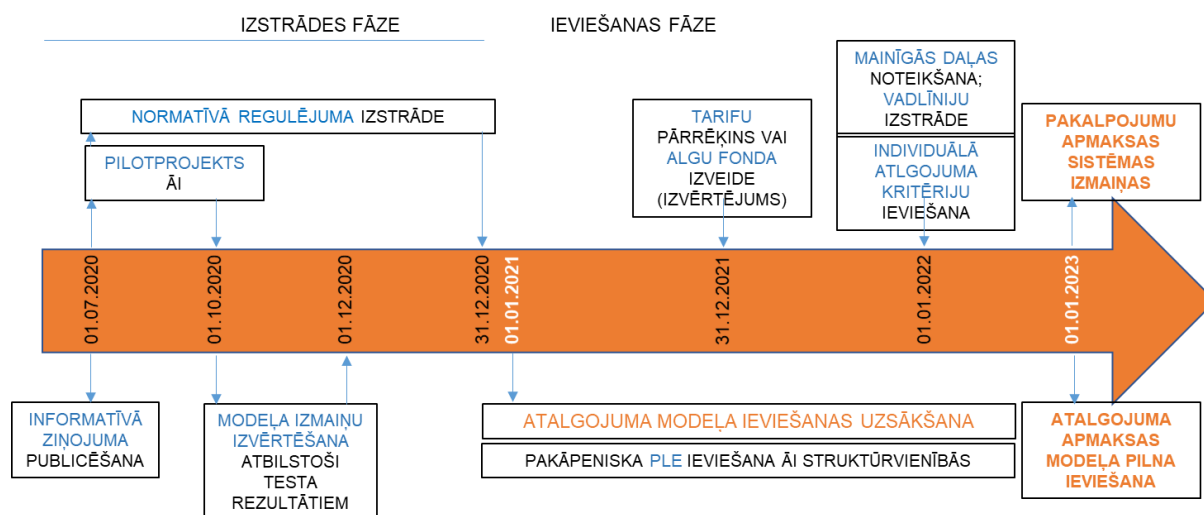 IZSTRĀDES FĀZE
IEVIEŠANAS FĀZE
NORMATĪVĀ REGULĒJUMA IZSTRĀDE
PILOTPROJEKTS
ĀI
TARIFU
PĀRRĒĶINS VAI
ALGU FONDA
IZVEIDE
(IZVĒRTĒJUMS)
MAINĪGĀS DAĻAS
NOTEIKŠANA;
VADLĪNIJU
IZSTRĀDE
INDIVIDUĀLĀ
ATLGOJUMA
KRITĒRIJU
IEVIEŠANA
PAKALPOJUMU
APMAKSAS
SISTĒMAS
IZMAIŅAS
01.07.2020
01.10.2020
01.12.2020
31.12.2020
01.01.2021
31.12.2021
01.01.2022
01.01.2023
INFORMATĪVĀ
ZIŅOJUMA
PUBLICĒŠANA
MODEĻA IZMAIŅU
IZVĒRTĒŠANA
ATBILSTOŠI
TESTA
REZULTĀTIEM
ATALGOJUMA MODEĻA IEVIEŠANAS UZSĀKŠANA
PAKĀPENISKA PLE IEVIEŠANA ĀI STRUKTŪRVIENĪBĀS
ATALGOJUMA
APMAKSAS
MODEĻA PILNA
IEVIEŠANA